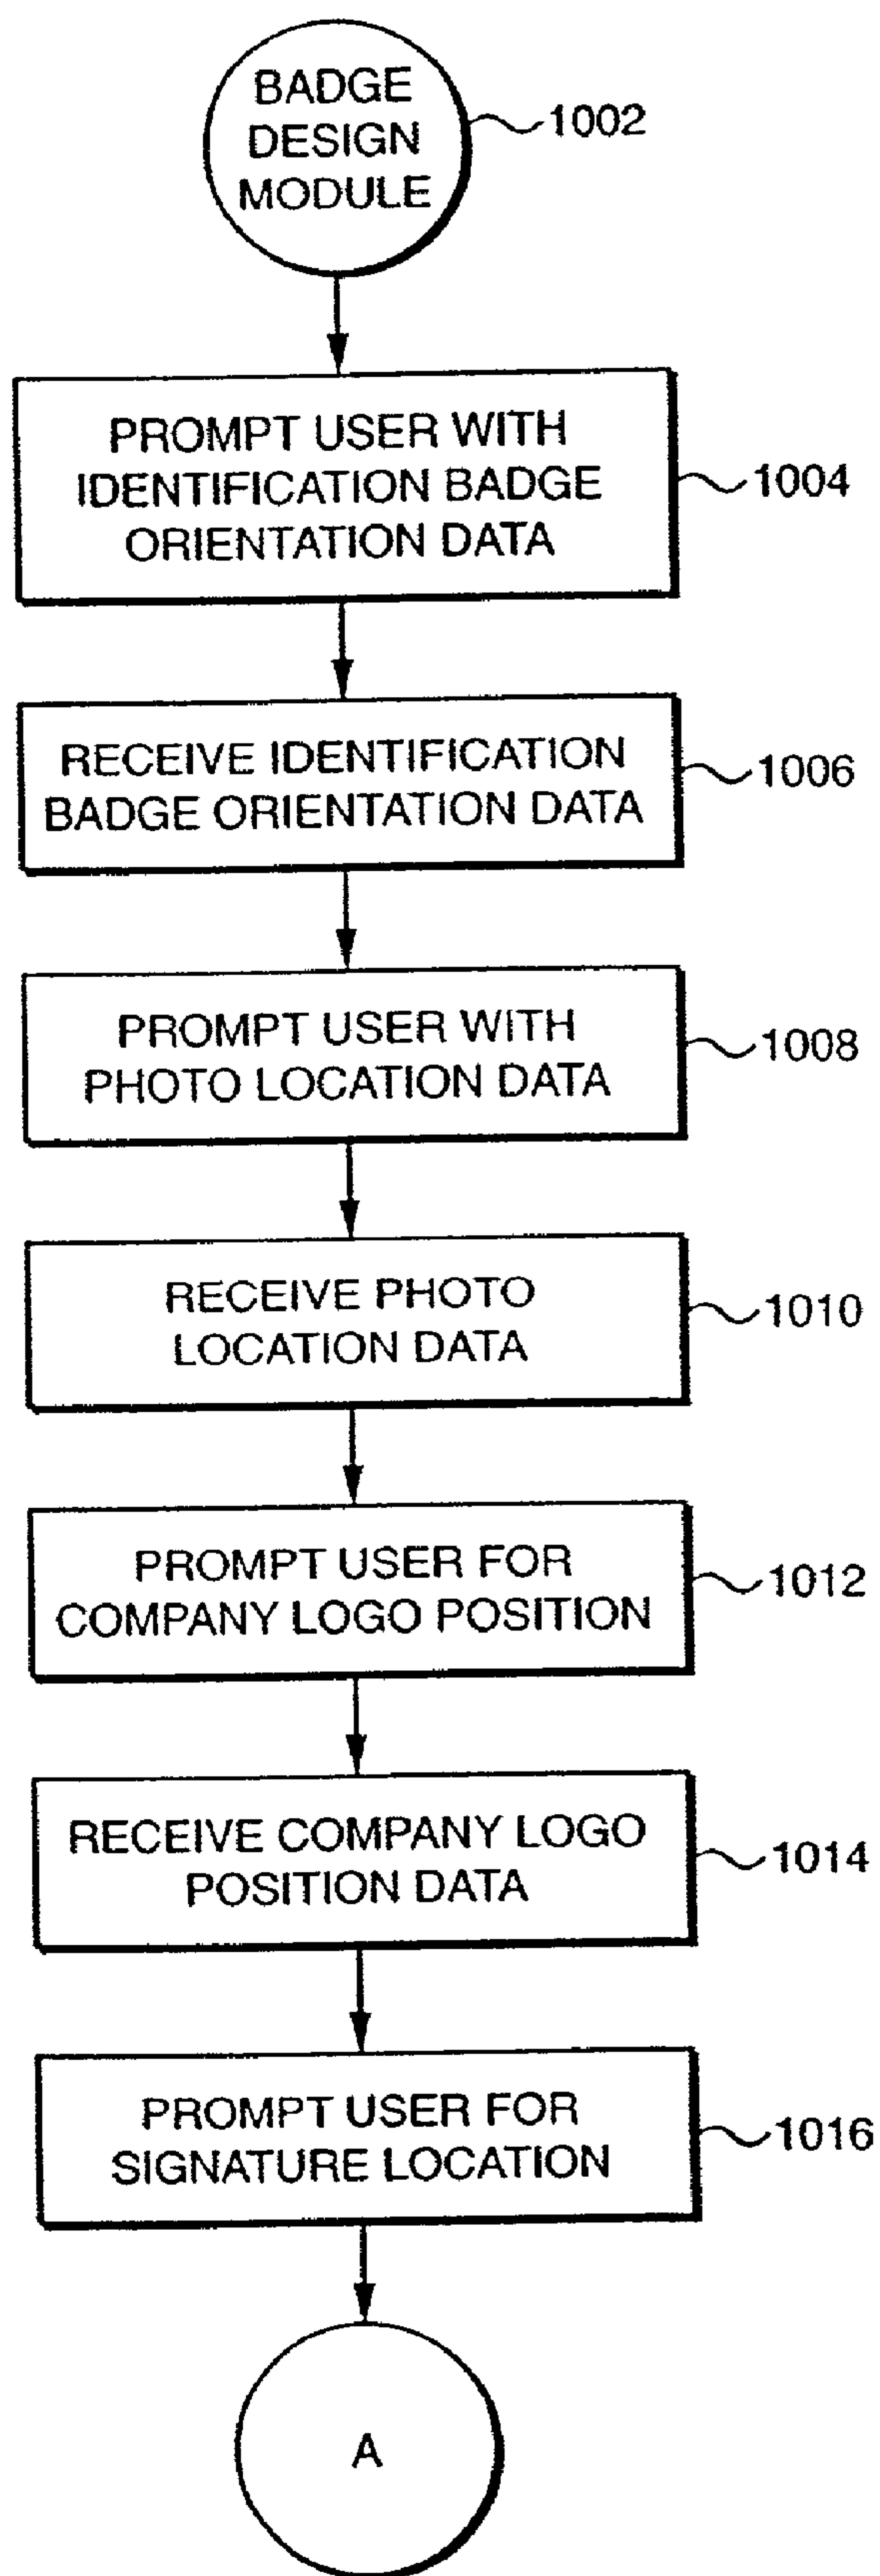 BADGE
DESIGN
MODULE
1002
PROMPT USER WITH
IDENTIFICATION BADGE
ORIENTATION DATA
1004
RECEIVE IDENTIFICATION
BADGE ORIENTATION DATA
1006
PROMPT USER WITH
PHOTO LOCATION DATA
1008
RECEIVE PHOTO
LOCATION DATA
1010
PROMPT USER FOR
COMPANY LOGO POSITION
1012
RECEIVE COMPANY LOGO
POSITION DATA
1014
PROMPT USER FOR
SIGNATURE LOCATION
1016
A